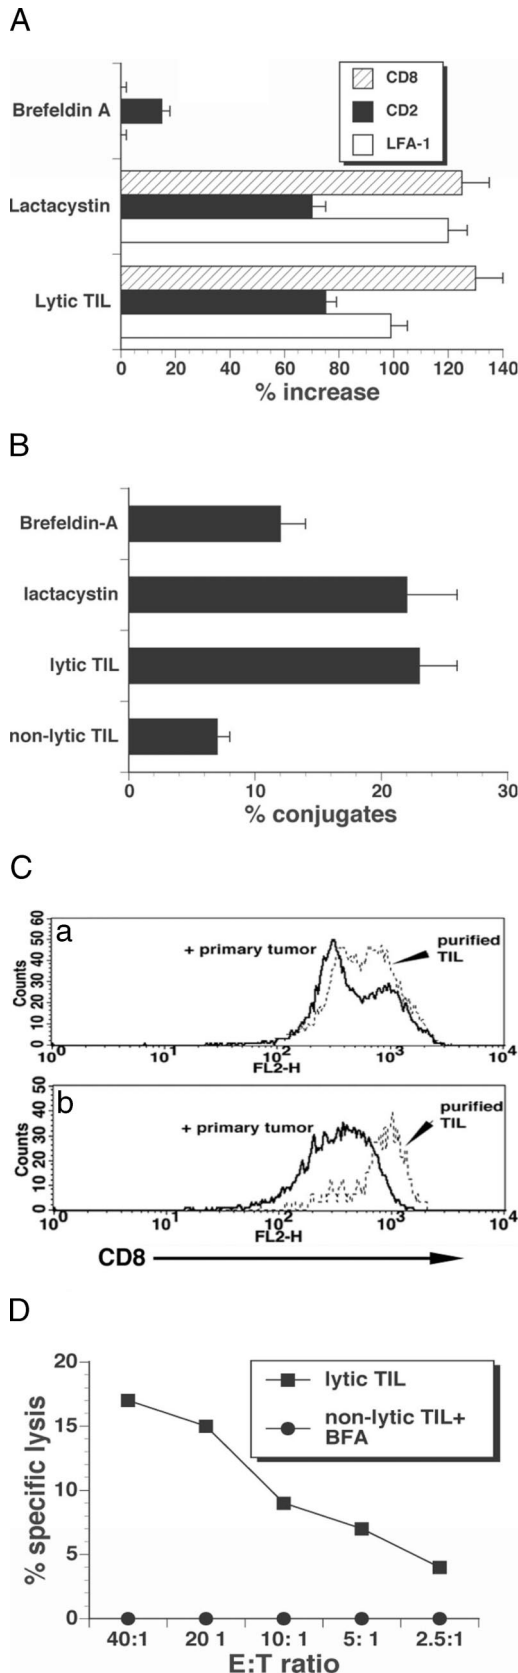 A
CD8
CD2
LFA-1
Brefeldin A
Lactacystin
Lytic TIL
0 20 40 60 80 100 120 140
% increase
B
Brefeldin-A
lactacystin
lytic TIL
non-lytic TIL
0 10 20 30
% conjugates
C
a
+ primary tumor
purified
TIL
Counts
0 10 20 30 40 50 60
10^0 10^1 10^2 10^3 10^4
FL2-H
b
+ primary tumor
purified
TIL
Counts
0 10 20 30 40 50
10^0 10^1 10^2 10^3 10^4
FL2-H
CD8
D
lytic TIL
non-lytic TIL+
BFA
% specific lysis
20
15
10
5
0
40:1 20 1 10: 1 5: 1 2.5:1
E:T ratio